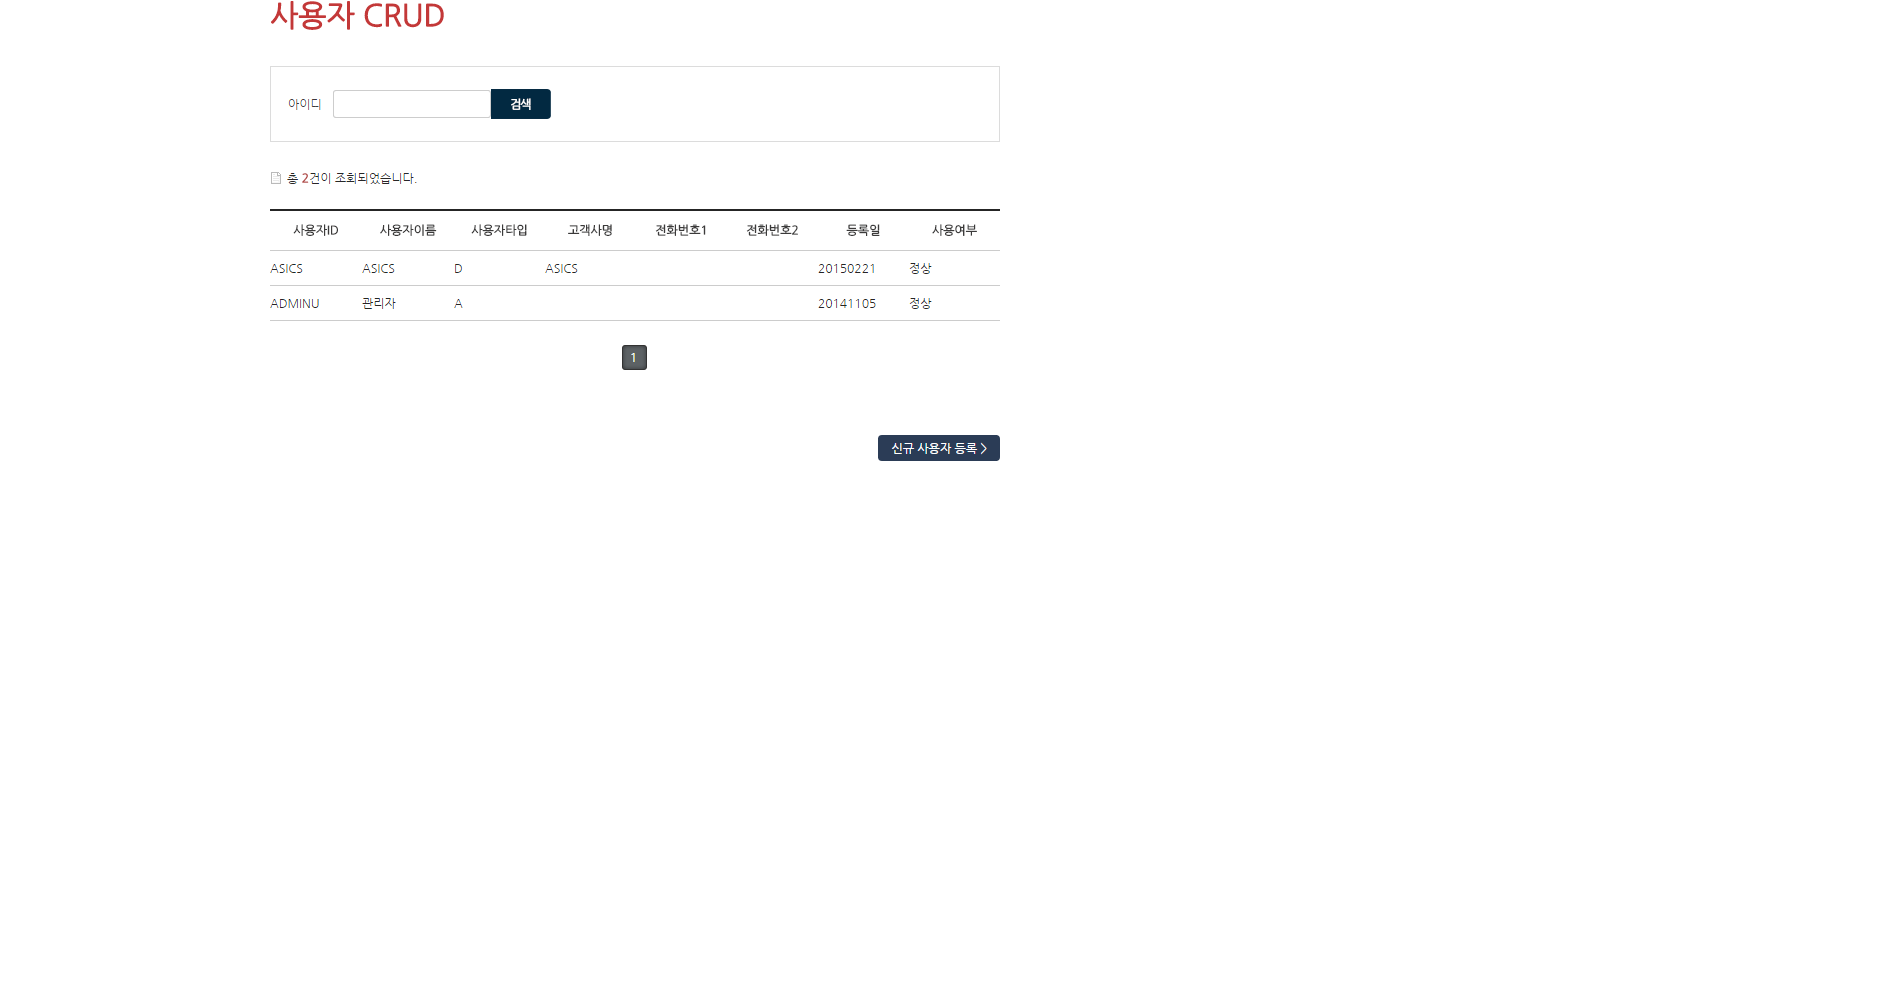 사용자 CRUD
아이디 검색
총 2건이 조회되었습니다.
사용자ID 사용자이름 사용자타입 고객사명 전화번호1 전화번호2 등록일 사용여부
ASICS ASICS D ASICS 20150221 정상
ADMINU 관리자 A 20141105 정상
1
신규 사용자 등록 >